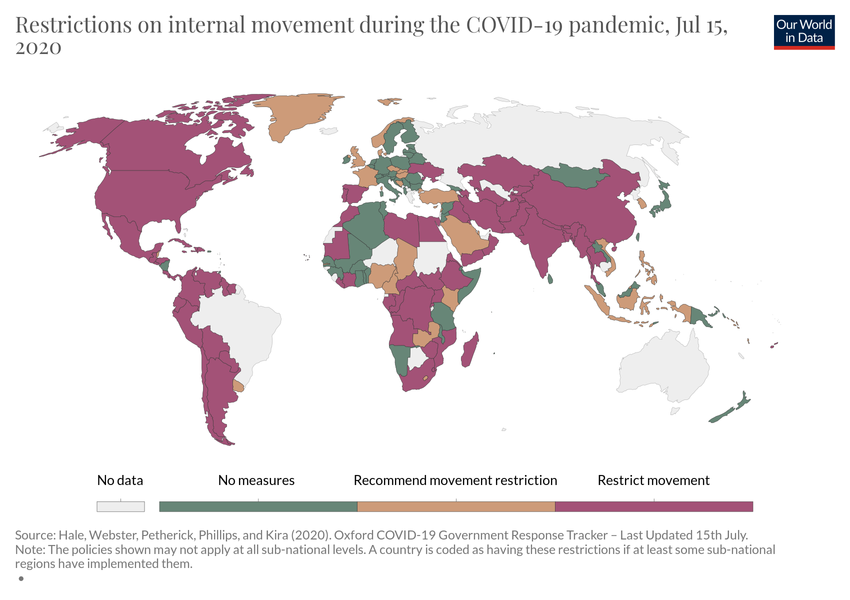 Restrictions on internal movement during the COVID-19 pandemic, Jul 15,
2020
Our World
in Data
No data
No measures
Recommend movement restriction
Restrict movement
Source: Hale, Webster, Petherick, Phillips, and Kira (2020). Oxford COVID-19 Government Response Tracker – Last Updated 15th July.
Note: The policies shown may not apply at all sub-national levels. A country is coded as having these restrictions if at least some sub-national
regions have implemented them.